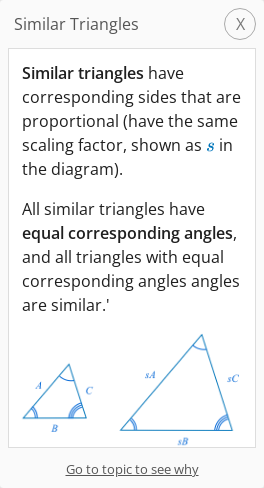 Similar Triangles
X
Similar triangles have
corresponding sides that are
proportional (have the same
scaling factor, shown as s in
the diagram).
All similar triangles have
equal corresponding angles,
and all triangles with equal
corresponding angles angles
are similar.'
A
C
B
sA
sC
sB
Go to topic to see why